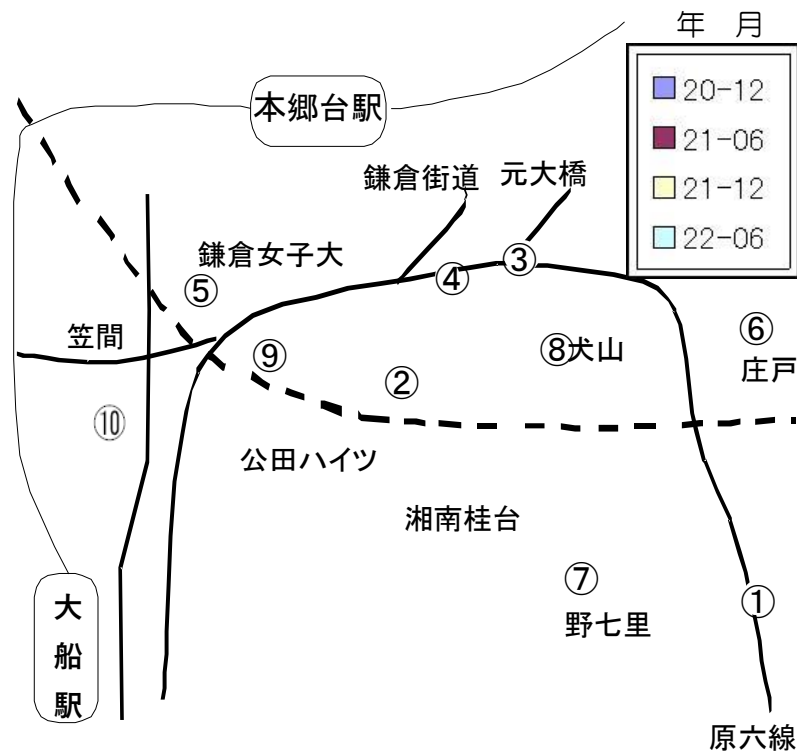 年 月
20-12
21-06
21-12
22-06
本郷台駅
鎌倉街道
元大橋
③
④
鎌倉女子大
⑤
笠間
⑥
庄戸
⑧犬山
⑨
②
⑩
公田ハイツ
湘南桂台
⑦
野七里
①
大船駅
原六線